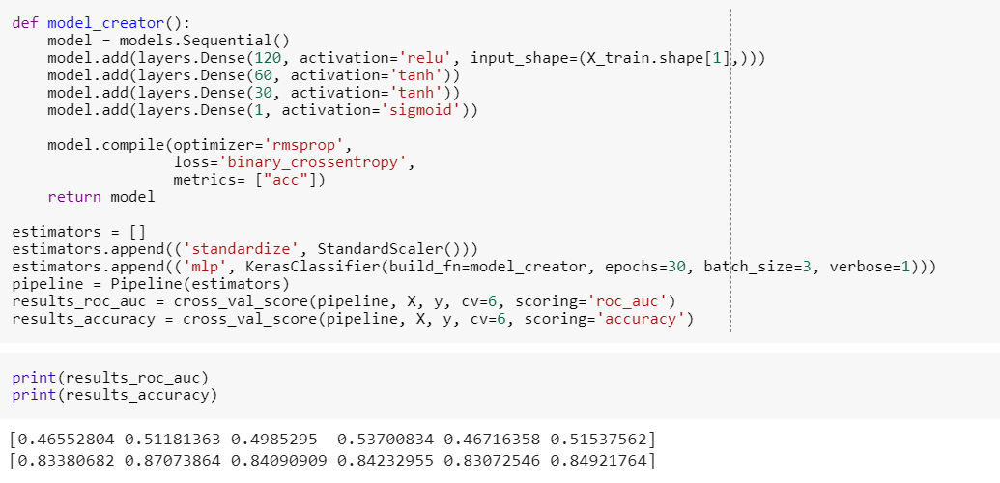 def model_creator():
    model = models.Sequential()
    model.add(layers.Dense(120, activation='relu', input_shape=(X_train.shape[1],)))
    model.add(layers.Dense(60, activation='tanh'))
    model.add(layers.Dense(30, activation='tanh'))
    model.add(layers.Dense(1, activation='sigmoid'))

    model.compile(optimizer='rmsprop',
                  loss='binary_crossentropy',
                  metrics= ["acc"])
    return model

estimators = []
estimators.append(('standardize', StandardScaler()))
estimators.append(('mlp', KerasClassifier(build_fn=model_creator, epochs=30, batch_size=3, verbose=1)))
pipeline = Pipeline(estimators)
results_roc_auc = cross_val_score(pipeline, X, y, cv=6, scoring='roc_auc')
results_accuracy = cross_val_score(pipeline, X, y, cv=6, scoring='accuracy')

print(results_roc_auc)
print(results_accuracy)

[0.46552804 0.51181363 0.4985295  0.53700834 0.46716358 0.51537562]
[0.83380682 0.87073864 0.84090909 0.84232955 0.83072546 0.84921764]